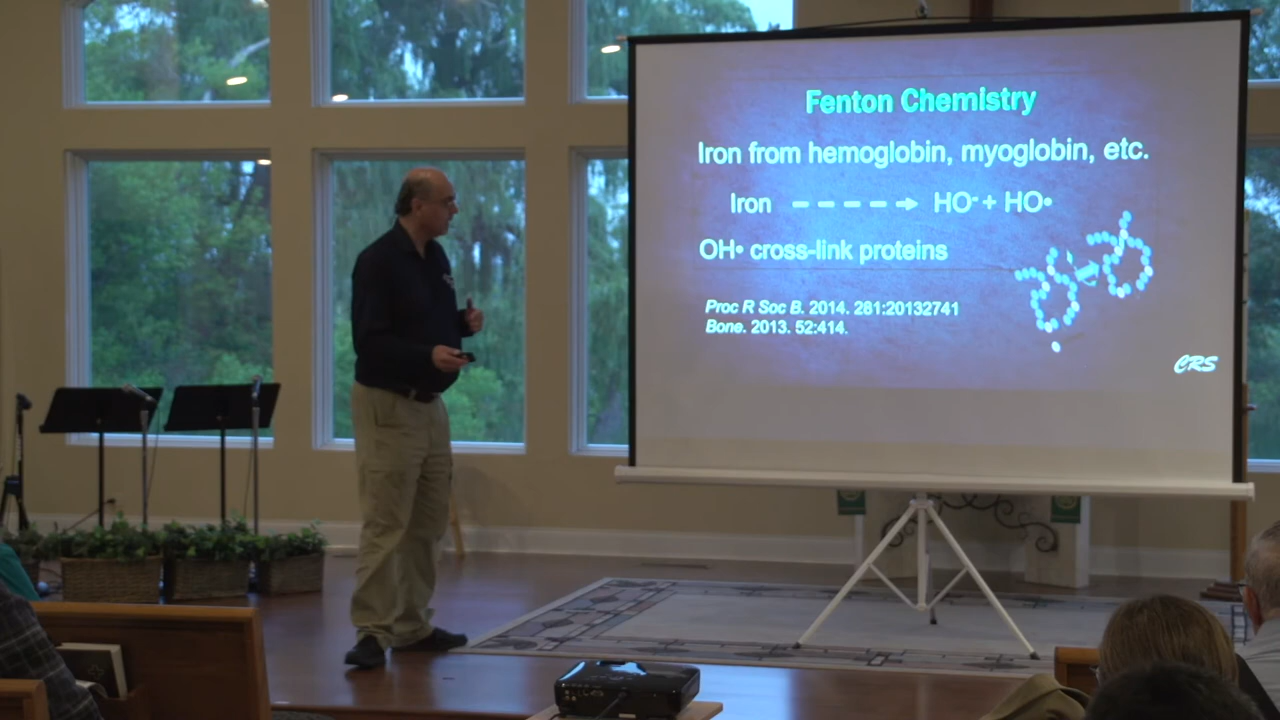 Fenton Chemistry
Iron from hemoglobin, myoglobin, etc.
Iron HO- + HO•
OH• cross-link proteins
Proc R Soc B. 2014. 281:20132741
Bone. 2013. 52:414.
CRS